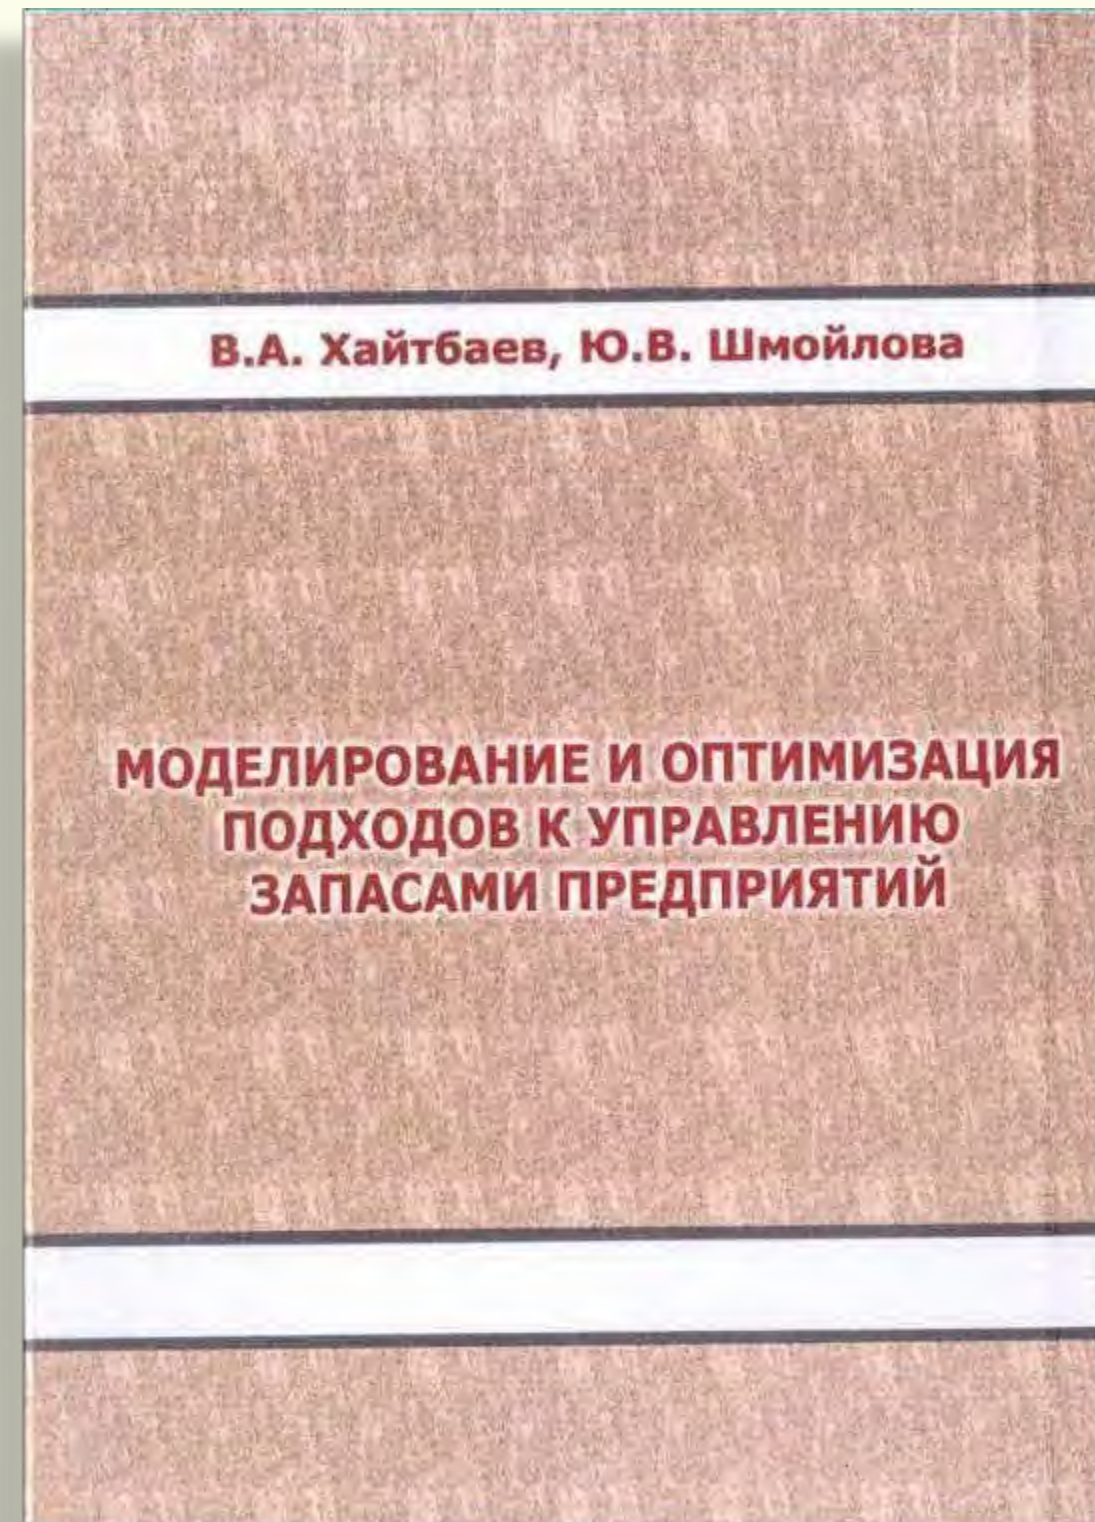 В.А. Хайтбаев, Ю.В. Шмойлова
МОДЕЛИРОВАНИЕ И ОПТИМИЗАЦИЯ
ПОДХОДОВ К УПРАВЛЕНИЮ
ЗАПАСАМИ ПРЕДПРИЯТИЙ